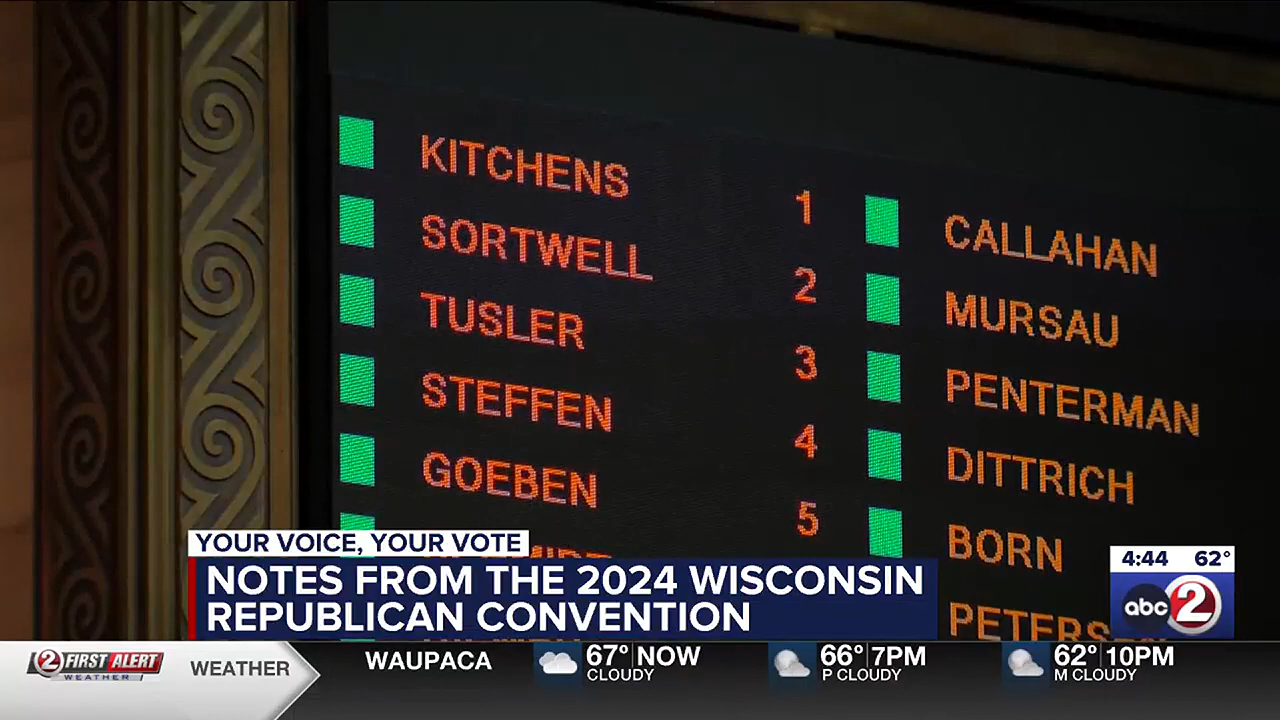 KITCHENS 1
SORTWELL 2
TUSLER 3
STEFFEN 4
GOEBEN 5
CALLAHAN
MURSAU
PENTERMAN
DITTRICH
BORN
YOUR VOICE, YOUR VOTE
NOTES FROM THE 2024 WISCONSIN
REPUBLICAN CONVENTION
4:44 62°
abc 2
2 FIRST ALERT
WEATHER
WEATHER
WAUPACA
67° NOW
CLOUDY
66° 7PM
P CLOUDY
62° 10PM
M CLOUDY